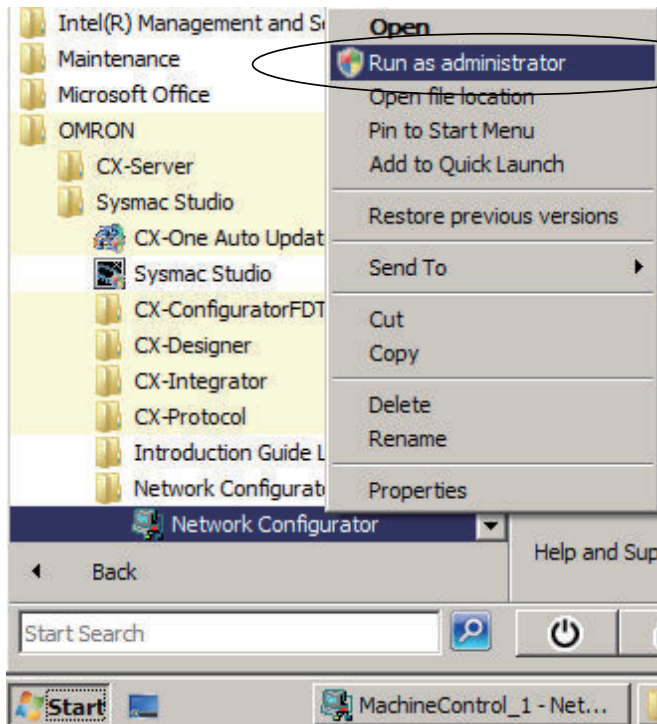 Intel(R) Management and S
Maintenance
Microsoft Office
OMRON
CX-Server
Sysmac Studio
CX-One Auto Updat
Sysmac Studio
CX-ConfiguratorFDT
CX-Designer
CX-Integrator
CX-Protocol
Introduction Guide L
Network Configurat
Network Configurator
Back
Start Search
Open
Run as administrator
Open file location
Pin to Start Menu
Add to Quick Launch
Restore previous versions
Send To
Cut
Copy
Delete
Rename
Properties
Help and Sup
Start
MachineControl_1 - Net...